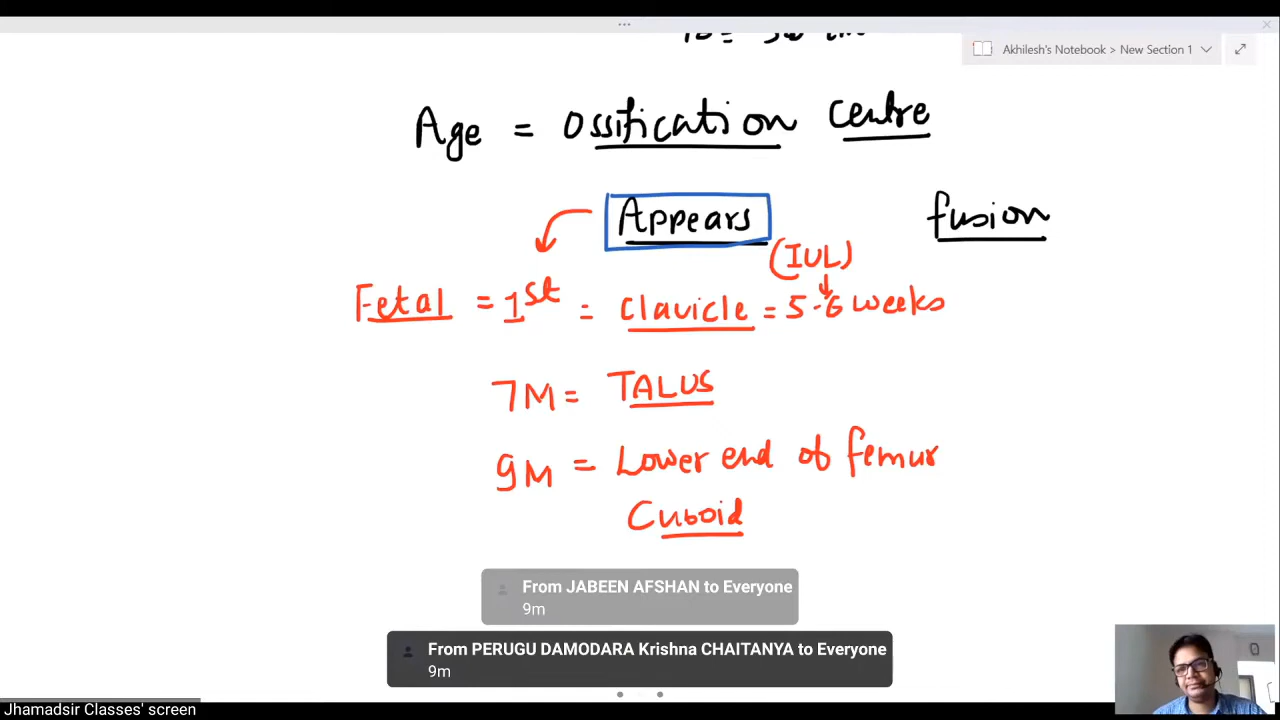 Akhilesh's Notebook > New Section 1
Age = Ossification centre
Appears fusion
(IUL)
Fetal = 1st = clavicle = 5-6 weeks
7M = TALUS
9M = Lower end of femur
Cuboid
From JABEEN AFSHAN to Everyone
9m
From PERUGU DAMODARA Krishna CHAITANYA to Everyone
9m
Jhamadsir Classes' screen